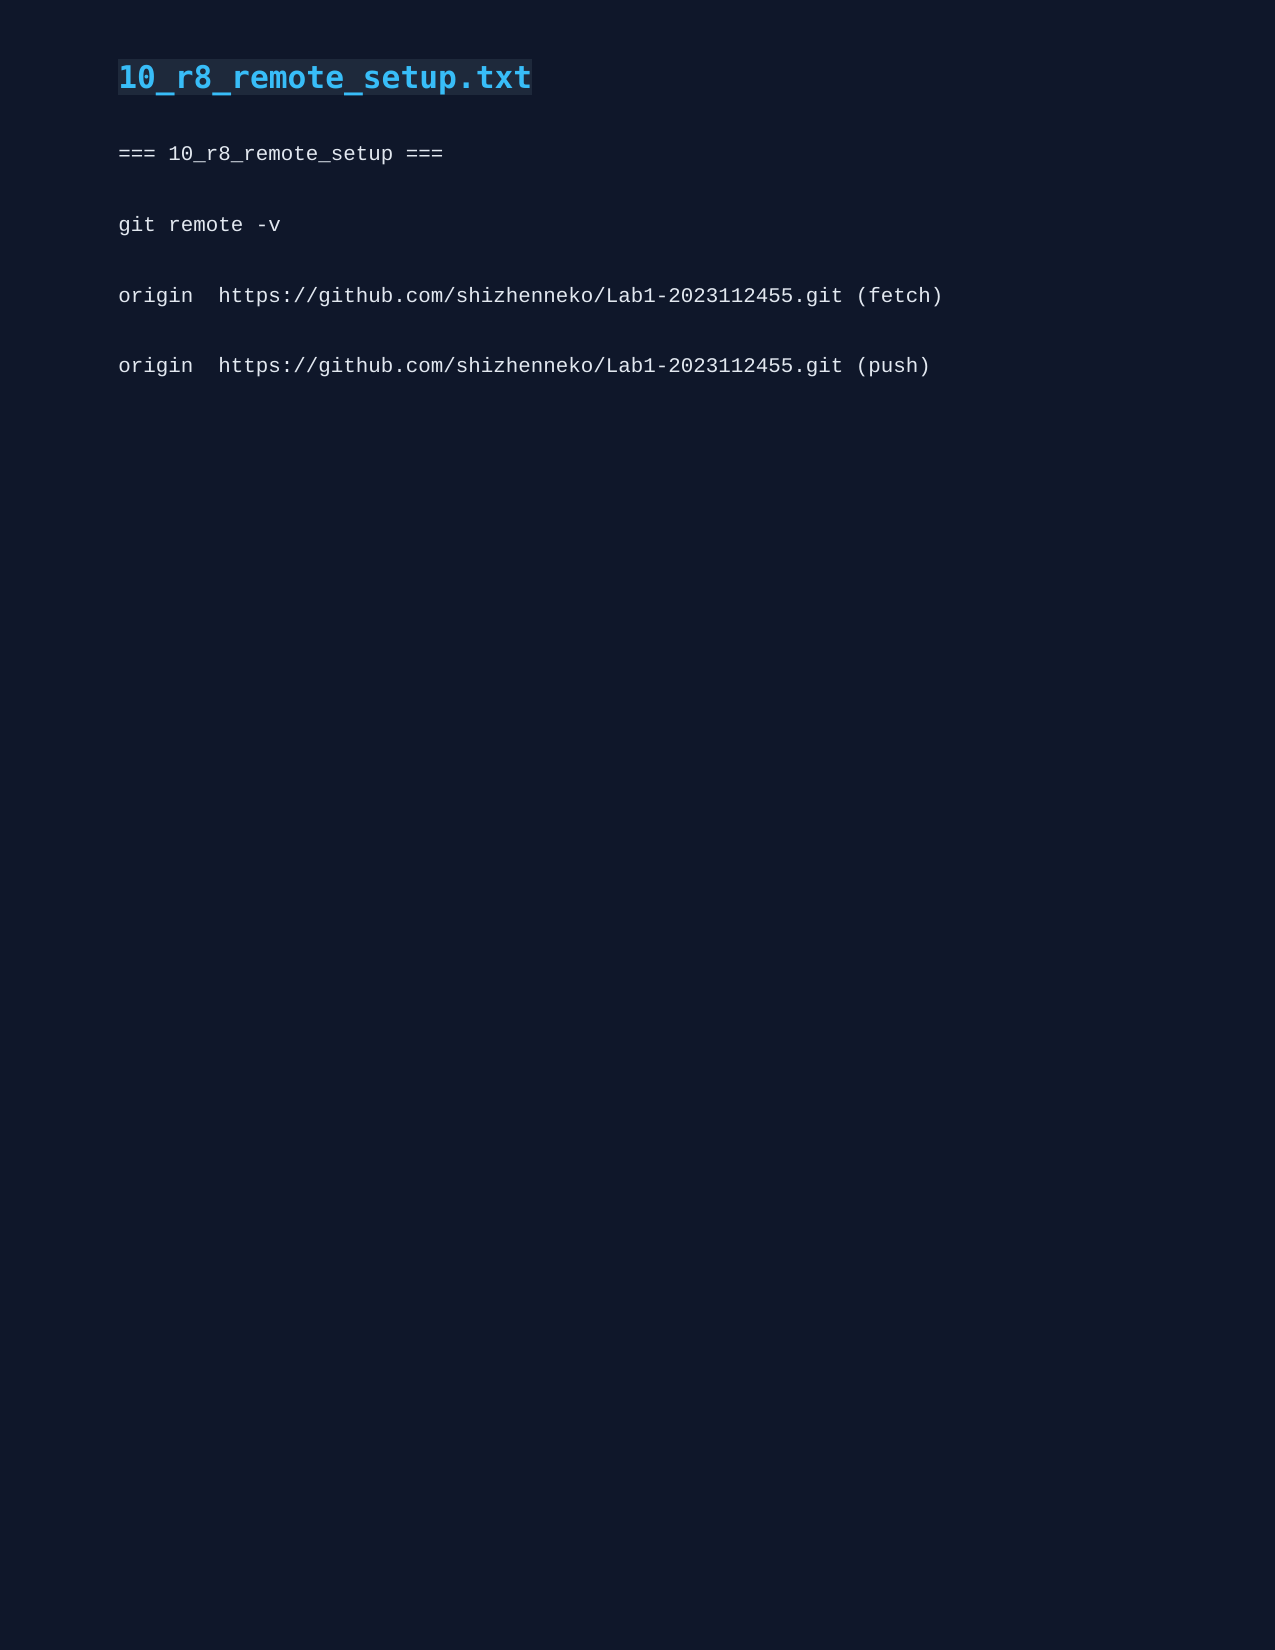 10_r8_remote_setup.txt
=== 10_r8_remote_setup ===
git remote -v
origin  https://github.com/shizhenneko/Lab1-2023112455.git (fetch)
origin  https://github.com/shizhenneko/Lab1-2023112455.git (push)